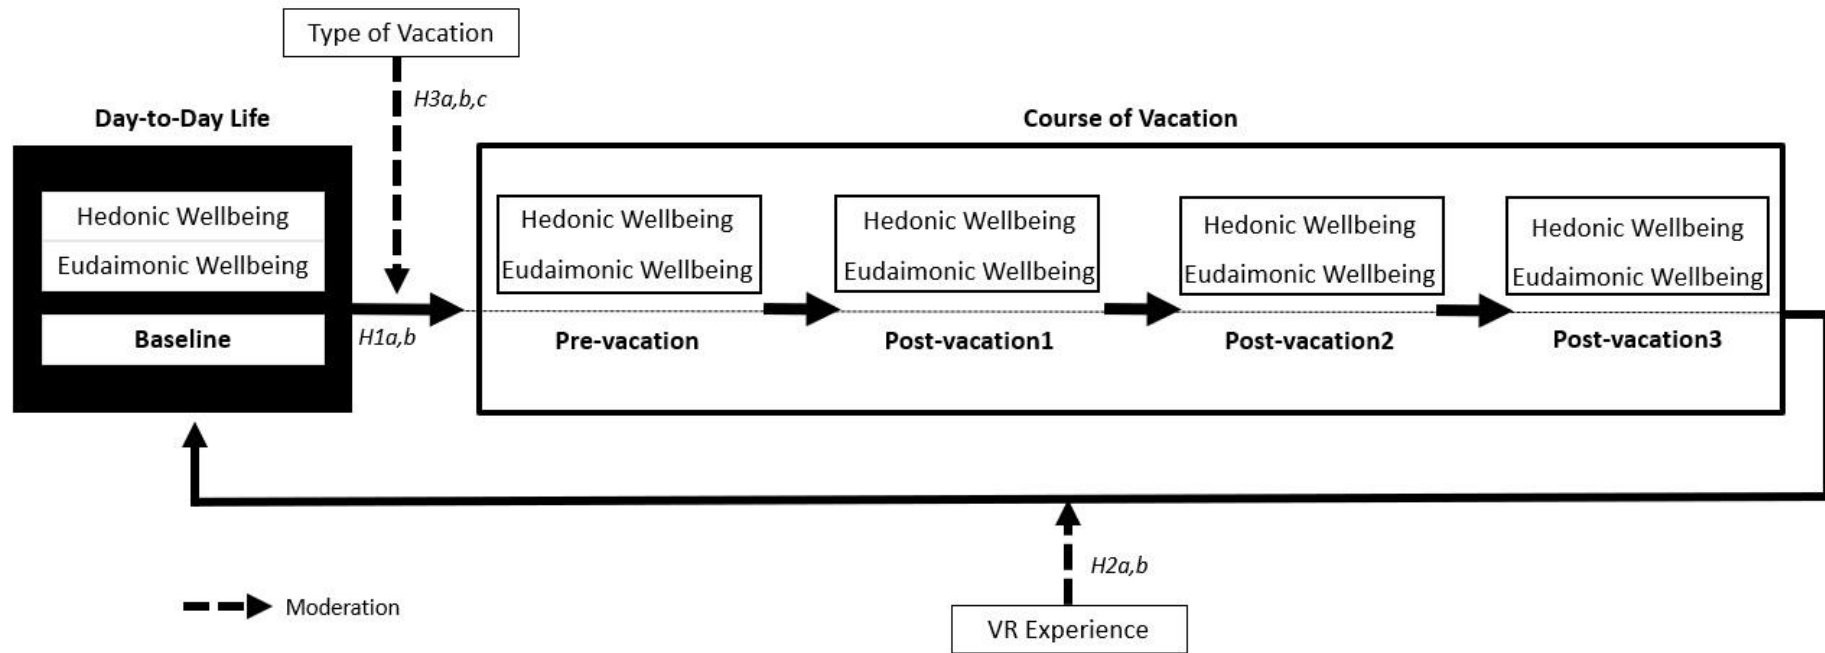 Type of Vacation
H3a,b,c
Day-to-Day Life
Course of Vacation
Hedonic Wellbeing
Eudaimonic Wellbeing
Baseline
H1a,b
Hedonic Wellbeing
Eudaimonic Wellbeing
Pre-vacation
Hedonic Wellbeing
Eudaimonic Wellbeing
Post-vacation1
Hedonic Wellbeing
Eudaimonic Wellbeing
Post-vacation2
Hedonic Wellbeing
Eudaimonic Wellbeing
Post-vacation3
H2a,b
Moderation
VR Experience